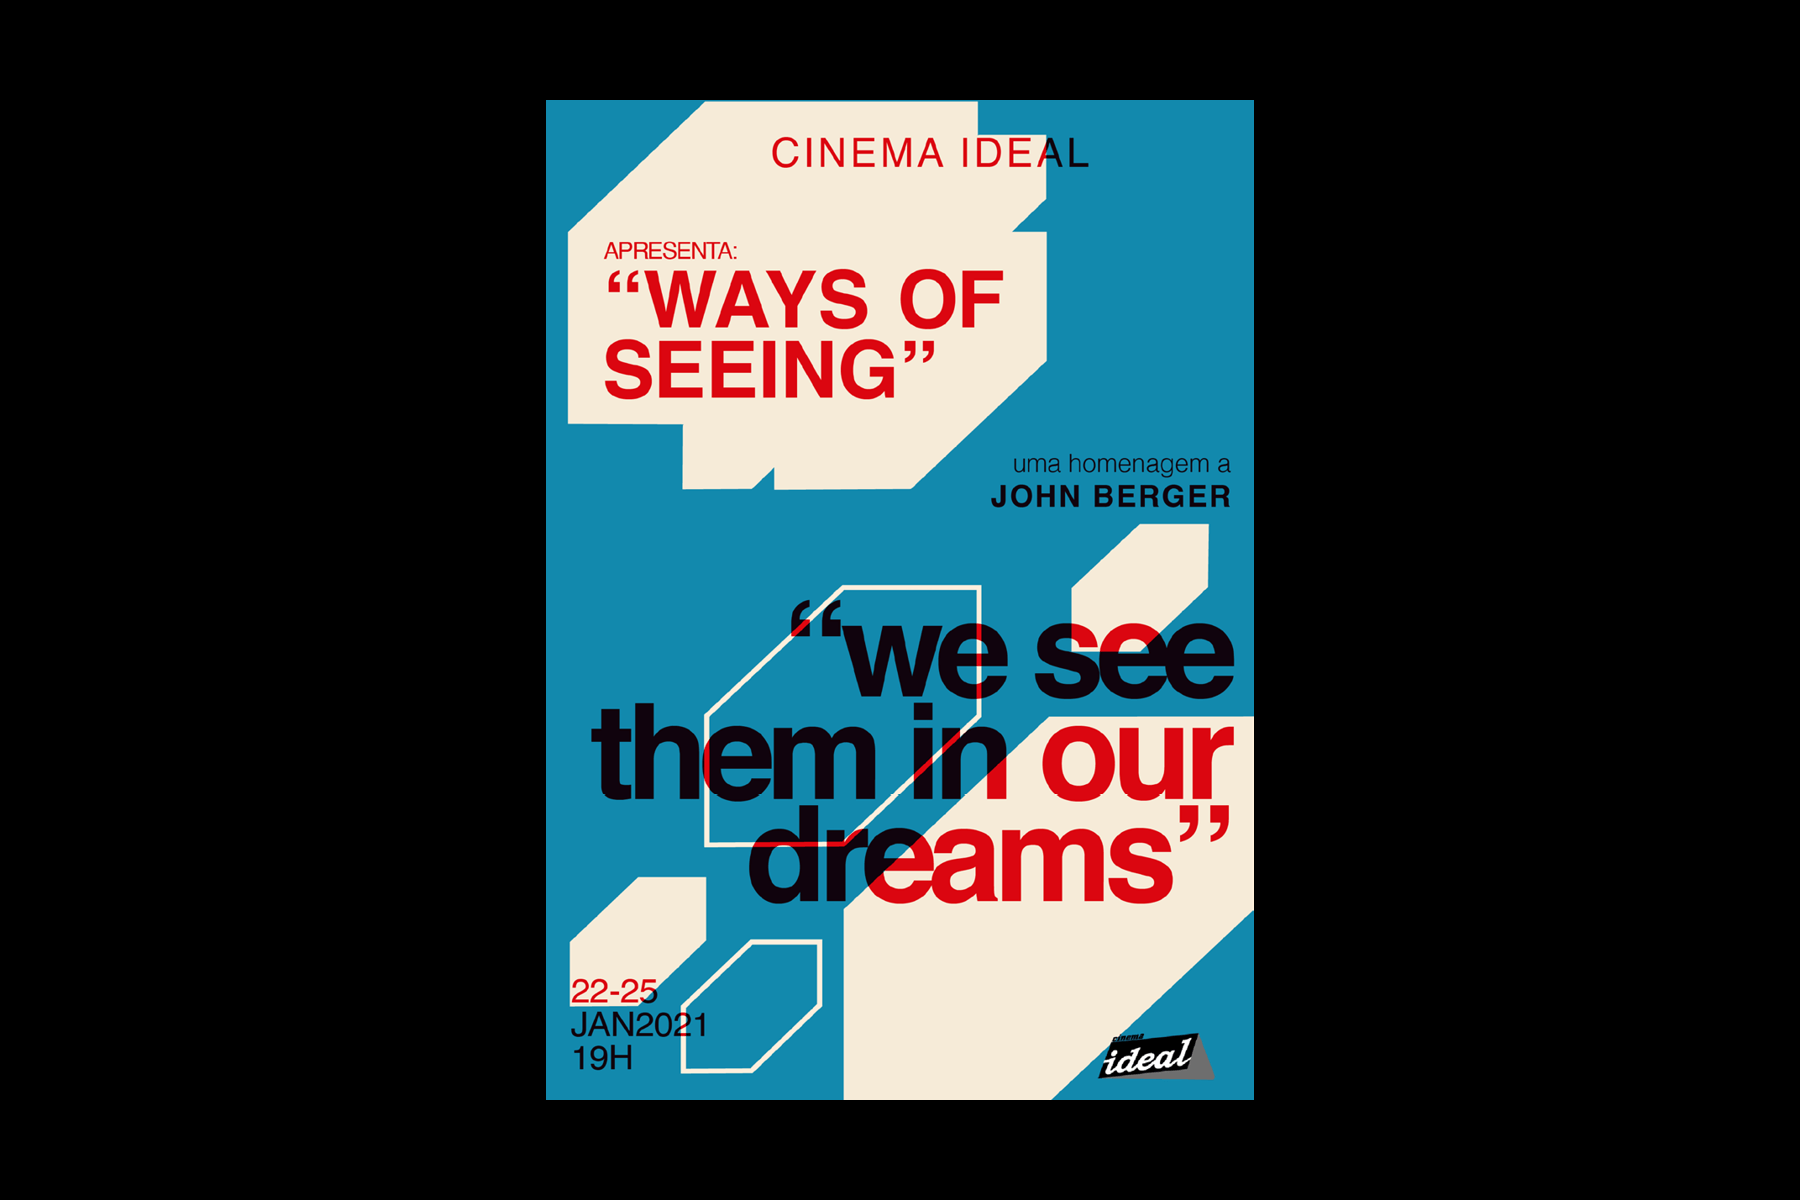 CINEMA IDEAL
APRESENTA:
“WAYS OF
SEEING”
uma homenagem a
JOHN BERGER
“we see
them in our
dreams”
22-25
JAN2021
19H
cinema
ideal